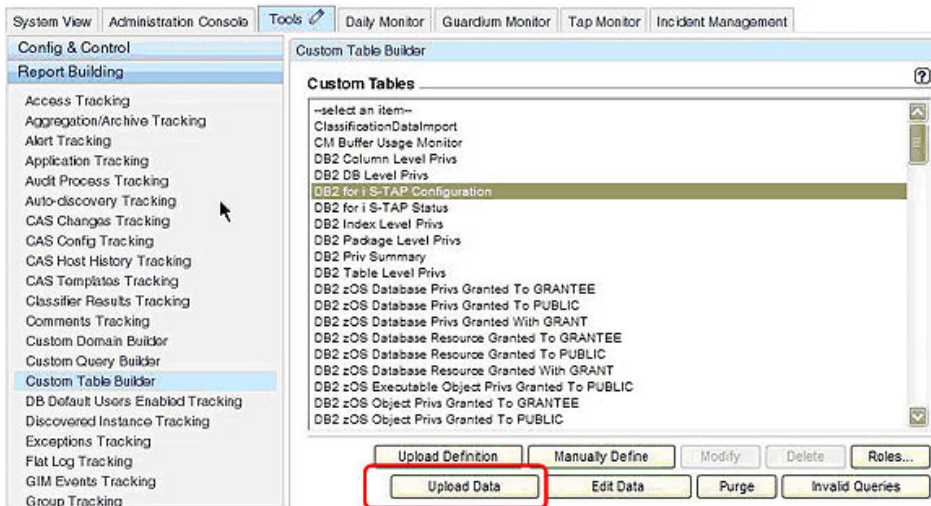 System View
Administration Console
Tools
Daily Monitor
Guardium Monitor
Tap Monitor
Incident Management
Config & Control
Report Building
Access Tracking
Aggregation/Archive Tracking
Alert Tracking
Application Tracking
Audit Process Tracking
Auto-discovery Tracking
CAS Changes Tracking
CAS Config Tracking
CAS Host History Tracking
CAS Templates Tracking
Classifier Results Tracking
Comments Tracking
Custom Domain Builder
Custom Query Builder
Custom Table Builder
DB Default Users Enabled Tracking
Discovered Instance Tracking
Exceptions Tracking
Flat Log Tracking
GIM Events Tracking
Group Tracking
Custom Table Builder
Custom Tables
?
--select an item--
ClassificationDataImport
CM Buffer Usage Monitor
DB2 Column Level Privs
DB2 DB Level Privs
DB2 for i S-TAP Configuration
DB2 for i S-TAP Status
DB2 Index Level Privs
DB2 Package Level Privs
DB2 Priv Summary
DB2 Table Level Privs
DB2 zOS Database Privs Granted To GRANTEE
DB2 zOS Database Privs Granted To PUBLIC
DB2 zOS Database Privs Granted With GRANT
DB2 zOS Database Resource Granted To GRANTEE
DB2 zOS Database Resource Granted To PUBLIC
DB2 zOS Database Resource Granted With GRANT
DB2 zOS Executable Object Privs Granted To PUBLIC
DB2 zOS Object Privs Granted To GRANTEE
DB2 zOS Object Privs Granted To PUBLIC
Upload Definition
Manually Define
Modify
Delete
Roles...
Upload Data
Edit Data
Purge
Invalid Queries